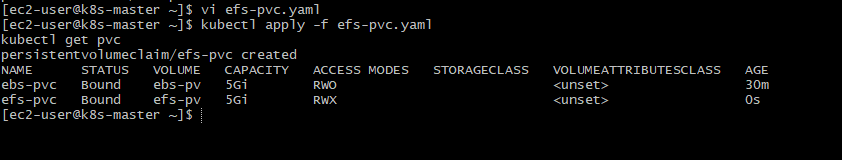 [ec2-user@k8s-master ~]$ vi efs-pvc.yaml
[ec2-user@k8s-master ~]$ kubectl apply -f efs-pvc.yaml
kubectl get pvc
persistentvolumeclaim/efs-pvc created
NAME      STATUS   VOLUME   CAPACITY   ACCESS MODES   STORAGECLASS   VOLUMEATTRIBUTESCLASS   AGE
ebs-pvc   Bound    ebs-pv   5Gi        RWO                           <unset>                 30m
efs-pvc   Bound    efs-pv   5Gi        RWX                           <unset>                 0s
[ec2-user@k8s-master ~]$